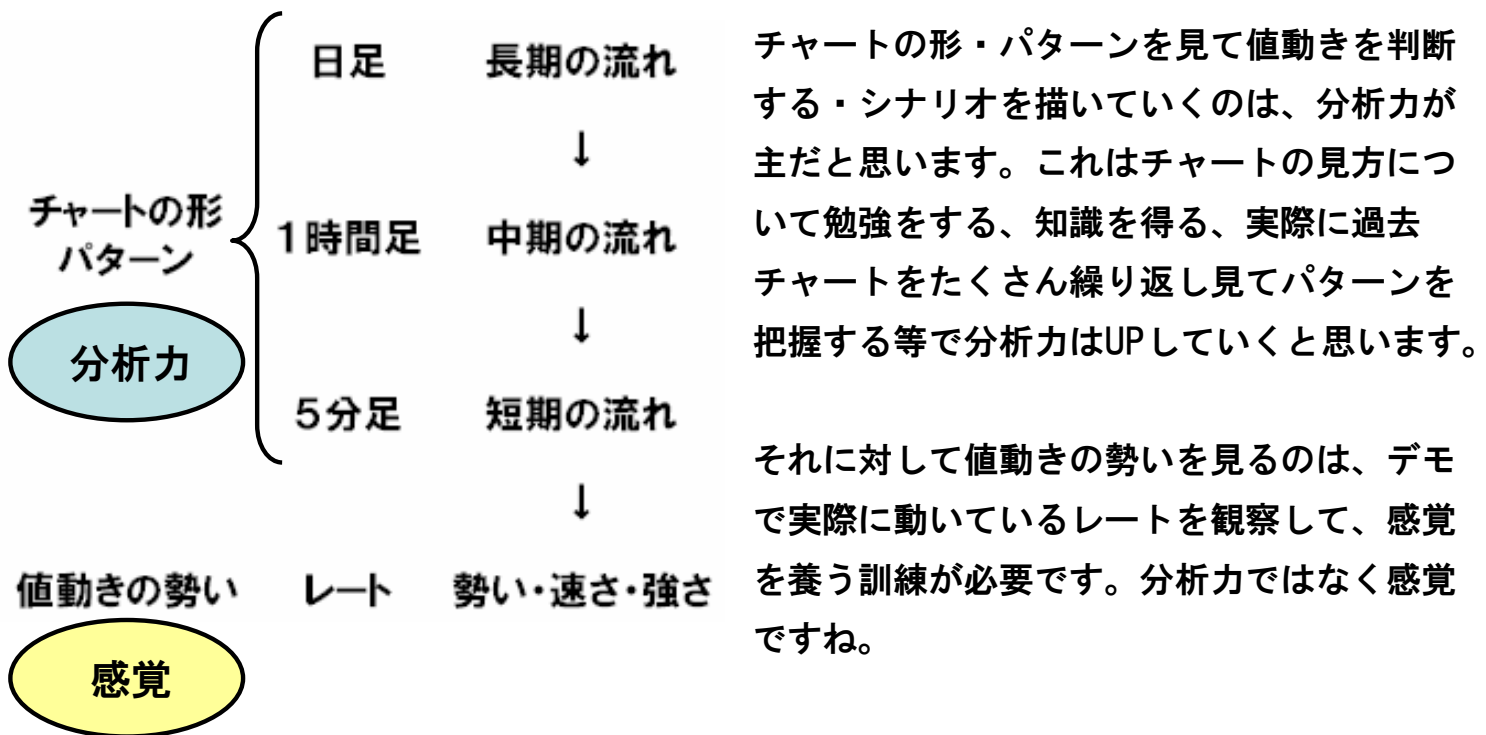 日足 長期の流れ
↓
チャートの形
パターン
1時間足 中期の流れ
↓
分析力
5分足 短期の流れ
↓
値動きの勢い レート 勢い・速さ・強さ
感覚
チャートの形・パターンを見て値動きを判断
する・シナリオを描いていくのは、分析力が
主だと思います。これはチャートの見方につ
いて勉強をする、知識を得る、実際に過去
チャートをたくさん繰り返し見てパターンを
把握する等で分析力はUPしていくと思います。
それに対して値動きの勢いを見るのは、デモ
で実際に動いているレートを観察して、感覚
を養う訓練が必要です。分析力ではなく感覚
ですね。